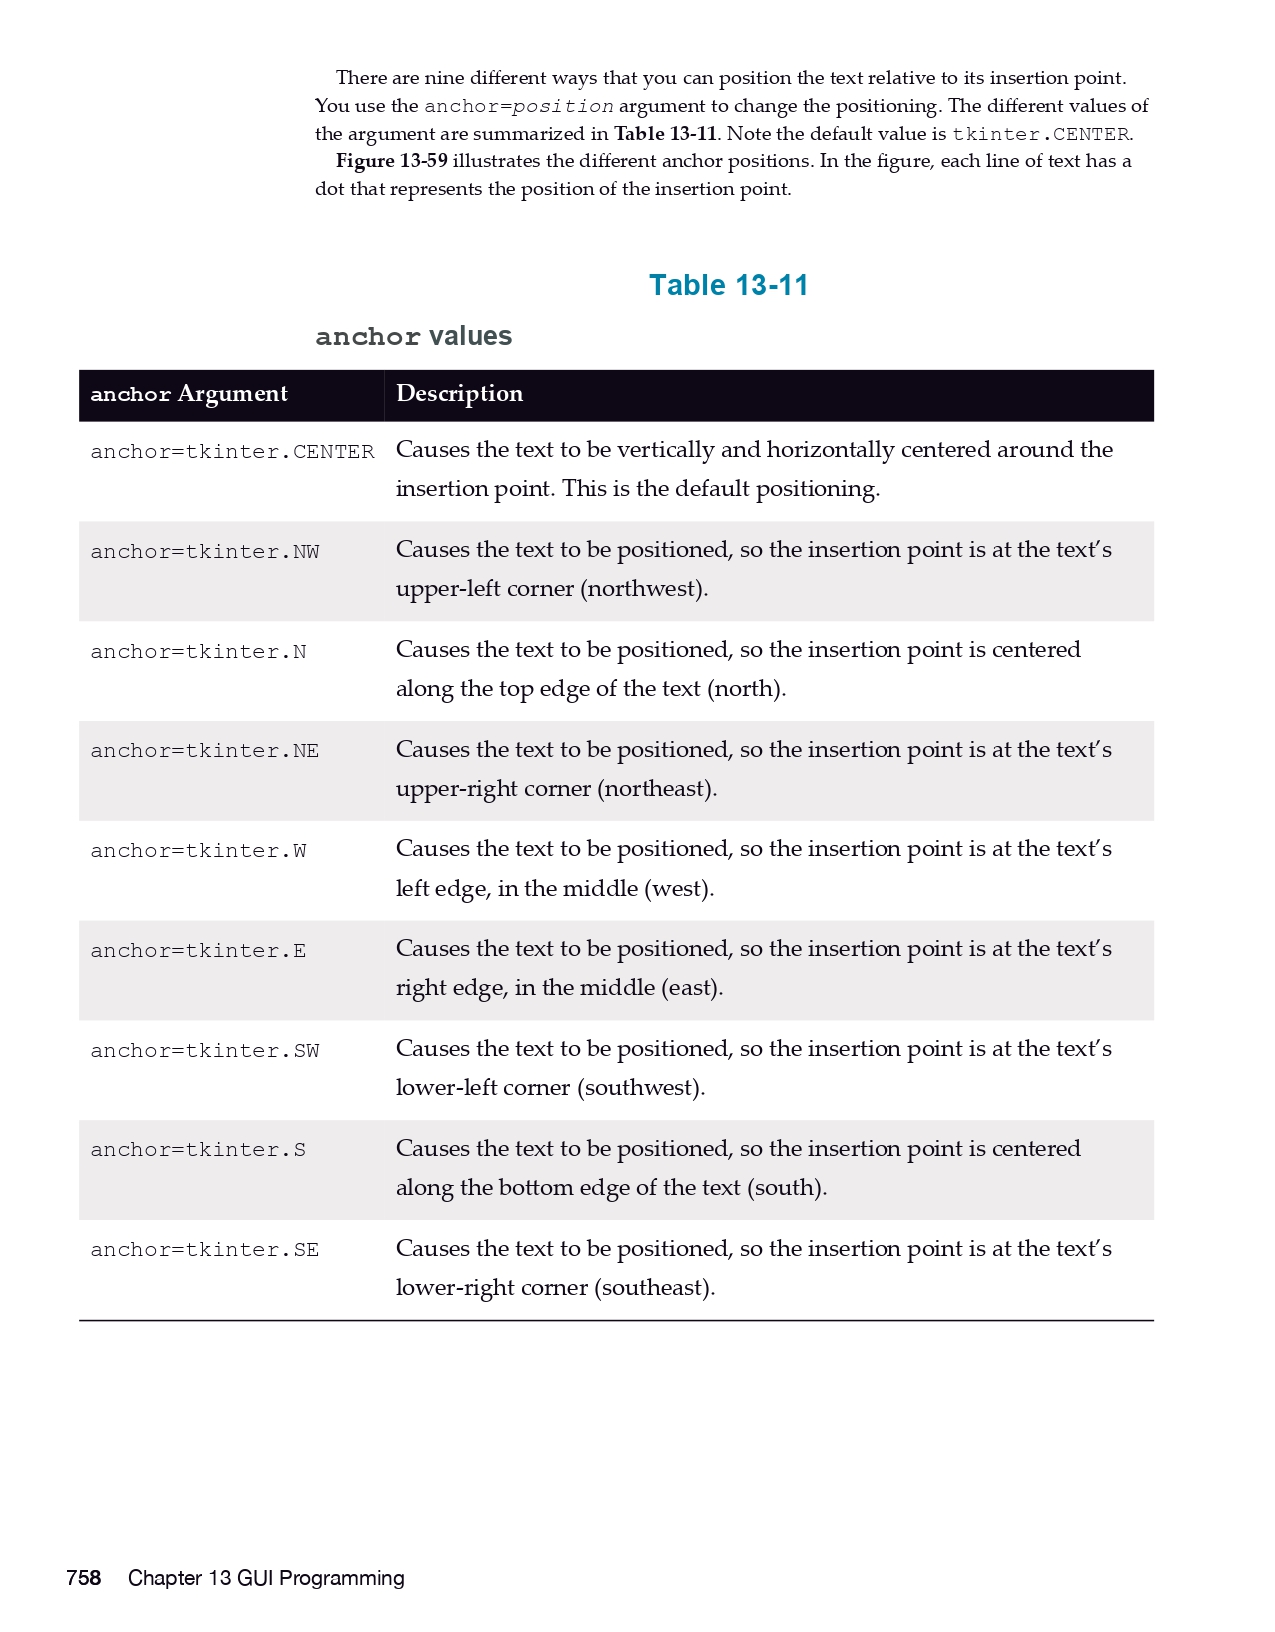 There are nine different ways that you can position the text relative to its insertion point.
You use the anchor=position argument to change the positioning. The different values of
the argument are summarized in Table 13-11. Note the default value is tkinter.CENTER.
Figure 13-59 illustrates the different anchor positions. In the figure, each line of text has a
dot that represents the position of the insertion point.
Table 13-11
anchor values
anchor Argument Description
anchor=tkinter.CENTER Causes the text to be vertically and horizontally centered around the
insertion point. This is the default positioning.
anchor=tkinter.NW Causes the text to be positioned, so the insertion point is at the text’s
upper-left corner (northwest).
anchor=tkinter.N Causes the text to be positioned, so the insertion point is centered
along the top edge of the text (north).
anchor=tkinter.NE Causes the text to be positioned, so the insertion point is at the text’s
upper-right corner (northeast).
anchor=tkinter.W Causes the text to be positioned, so the insertion point is at the text’s
left edge, in the middle (west).
anchor=tkinter.E Causes the text to be positioned, so the insertion point is at the text’s
right edge, in the middle (east).
anchor=tkinter.SW Causes the text to be positioned, so the insertion point is at the text’s
lower-left corner (southwest).
anchor=tkinter.S Causes the text to be positioned, so the insertion point is centered
along the bottom edge of the text (south).
anchor=tkinter.SE Causes the text to be positioned, so the insertion point is at the text’s
lower-right corner (southeast).
758 Chapter 13 GUI Programming